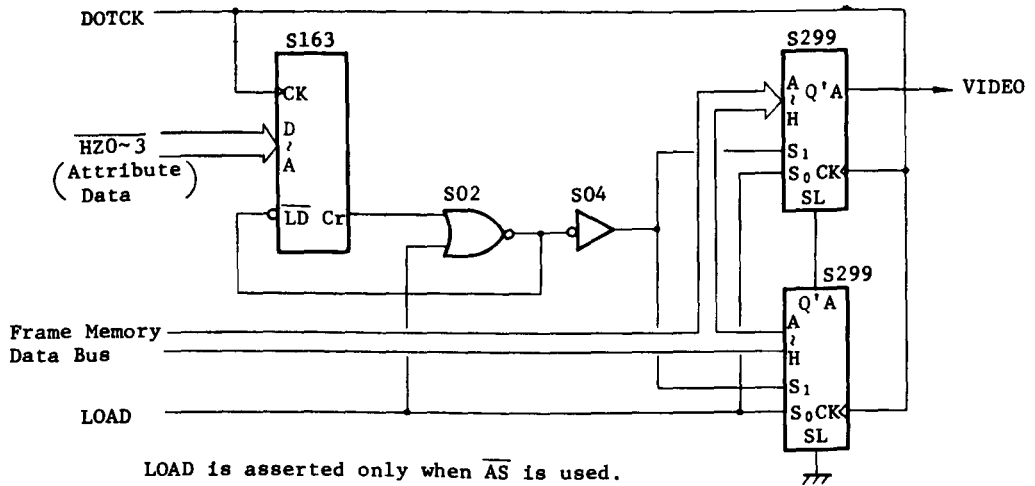 DOTCK
S163
S299
CK
A
~
H
Q'A
VIDEO
HZ0~3
(Attribute
Data)
D
~
A
S1
S0 CK
SL
S02
S04
LD Cr
S299
Q'A
Frame Memory
Data Bus
A
~
H
S1
LOAD
S0 CK
SL
LOAD is asserted only when AS is used.